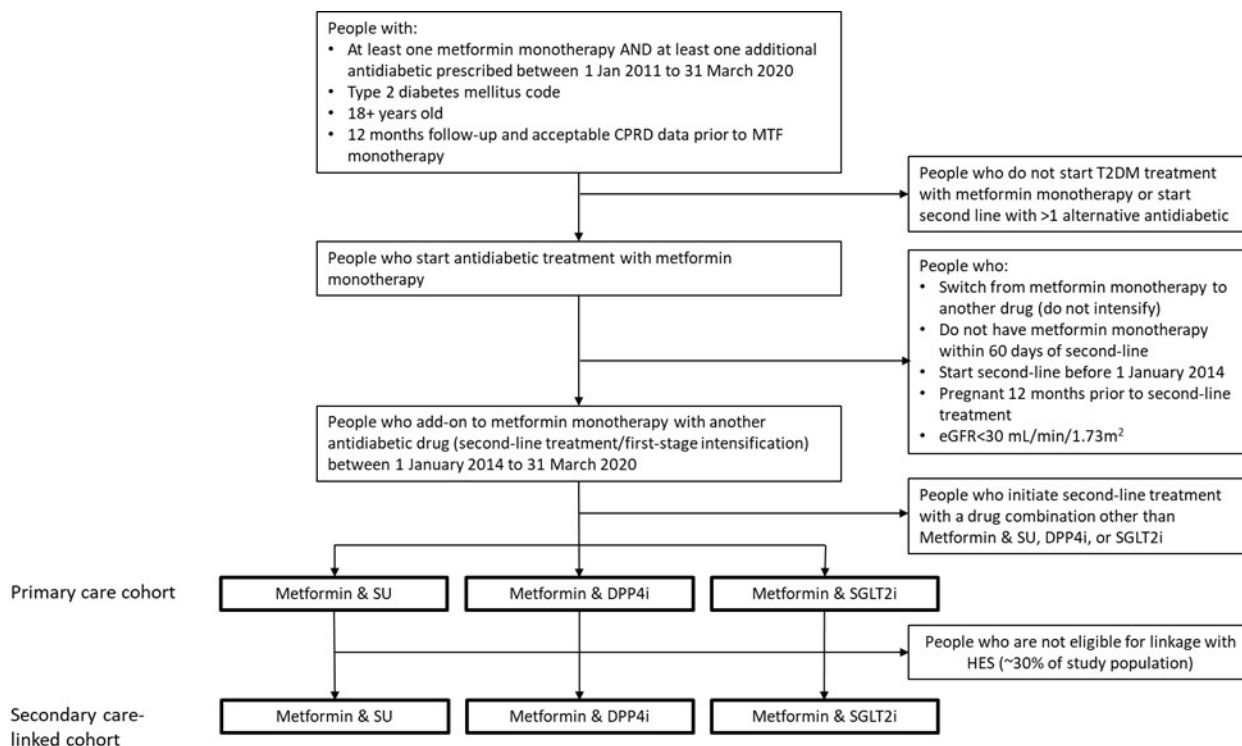 People with:
• At least one metformin monotherapy AND at least one additional
antidiabetic prescribed between 1 Jan 2011 to 31 March 2020
• Type 2 diabetes mellitus code
• 18+ years old
• 12 months follow-up and acceptable CPRD data prior to MTF
monotherapy
People who do not start T2DM treatment
with metformin monotherapy or start
second line with >1 alternative antidiabetic
People who start antidiabetic treatment with metformin
monotherapy
People who:
• Switch from metformin monotherapy to
another drug (do not intensify)
• Do not have metformin monotherapy
within 60 days of second-line
• Start second-line before 1 January 2014
• Pregnant 12 months prior to second-line
treatment
• eGFR<30 mL/min/1.73m²
People who add-on to metformin monotherapy with another
antidiabetic drug (second-line treatment/first-stage intensification)
between 1 January 2014 to 31 March 2020
People who initiate second-line treatment
with a drug combination other than
Metformin & SU, DPP4i, or SGLT2i
Primary care cohort
Metformin & SU
Metformin & DPP4i
Metformin & SGLT2i
People who are not eligible for linkage with
HES (~30% of study population)
Secondary care-
linked cohort
Metformin & SU
Metformin & DPP4i
Metformin & SGLT2i